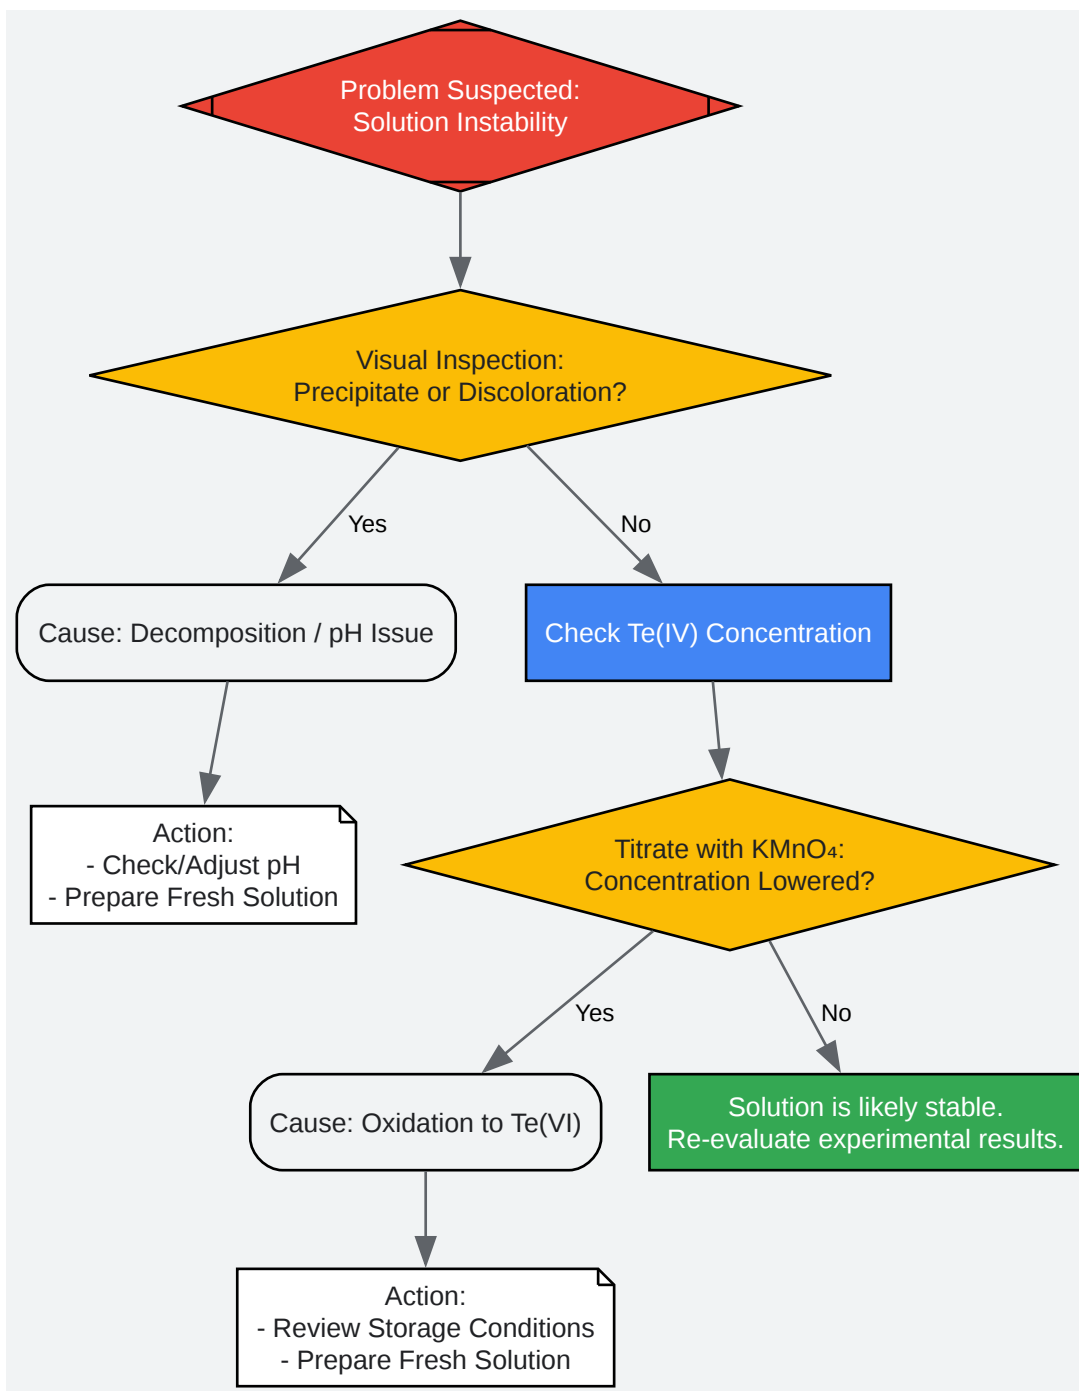 Problem Suspected:
Solution Instability
Visual Inspection:
Precipitate or Discoloration?
Yes
No
Cause: Decomposition / pH Issue
Check Te(IV) Concentration
Action:
- Check/Adjust pH
- Prepare Fresh Solution
Titrate with KMnO₄:
Concentration Lowered?
Yes
No
Cause: Oxidation to Te(VI)
Solution is likely stable.
Re-evaluate experimental results.
Action:
- Review Storage Conditions
- Prepare Fresh Solution